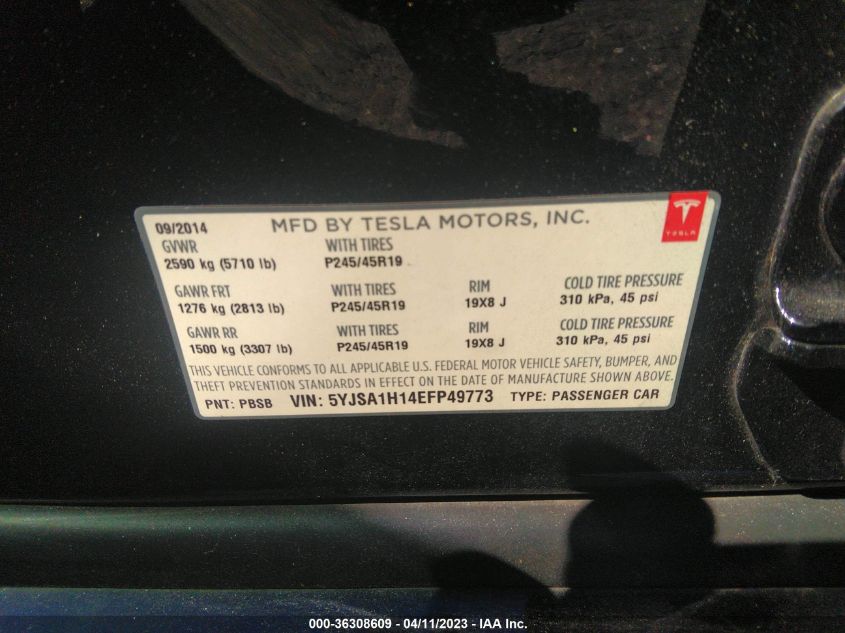 09/2014 MFD BY TESLA MOTORS, INC.
TESLA
GVWR WITH TIRES
2590 kg (5710 lb) P245/45R19
GAWR FRT WITH TIRES RIM COLD TIRE PRESSURE
1276 kg (2813 lb) P245/45R19 19X8 J 310 kPa, 45 psi
GAWR RR WITH TIRES RIM COLD TIRE PRESSURE
1500 kg (3307 lb) P245/45R19 19X8 J 310 kPa, 45 psi
THIS VEHICLE CONFORMS TO ALL APPLICABLE U.S. FEDERAL MOTOR VEHICLE SAFETY, BUMPER, AND
THEFT PREVENTION STANDARDS IN EFFECT ON THE DATE OF MANUFACTURE SHOWN ABOVE.
PNT: PBSB VIN: 5YJSA1H14EFP49773 TYPE: PASSENGER CAR
000-36308609 - 04/11/2023 - © IAA Inc.